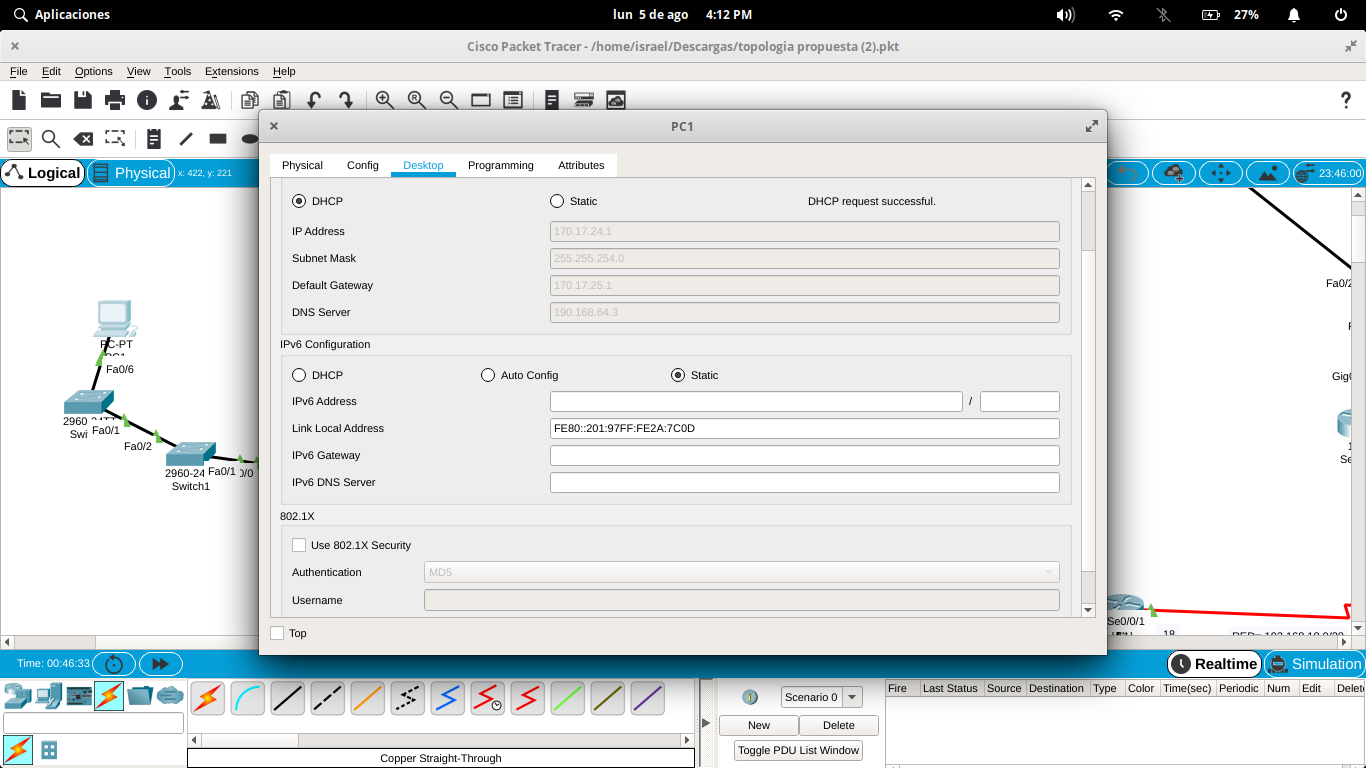 Aplicaciones
lun 5 de ago 4:12 PM
27%
Cisco Packet Tracer - /home/israel/Descargas/topologia propuesta (2).pkt
File Edit Options View Tools Extensions Help
PC1
Physical Config Desktop Programming Attributes
Logical
Physical
x: 422, y: 221
23:46:00
DHCP
Static
DHCP request successful.
IP Address
170.17.24.1
Subnet Mask
255.255.254.0
Default Gateway
170.17.25.1
DNS Server
190.168.64.3
IPv6 Configuration
DHCP
Auto Config
Static
IPv6 Address
/
Link Local Address
FE80::201:97FF:FE2A:7C0D
IPv6 Gateway
IPv6 DNS Server
802.1X
Use 802.1X Security
Authentication
MD5
Username
Top
PC-PT
Fa0/6
2960
Swi
Fa0/1
Fa0/2
2960-24
Fa0/1
Switch1
Fa0/2
Gig0
Se
Se0/0/1
18
Time: 00:46:33
Realtime
Simulation
Scenario 0
New
Delete
Toggle PDU List Window
Fire Last Status Source Destination Type Color Time(sec) Periodic Num Edit Delete
Copper Straight-Through